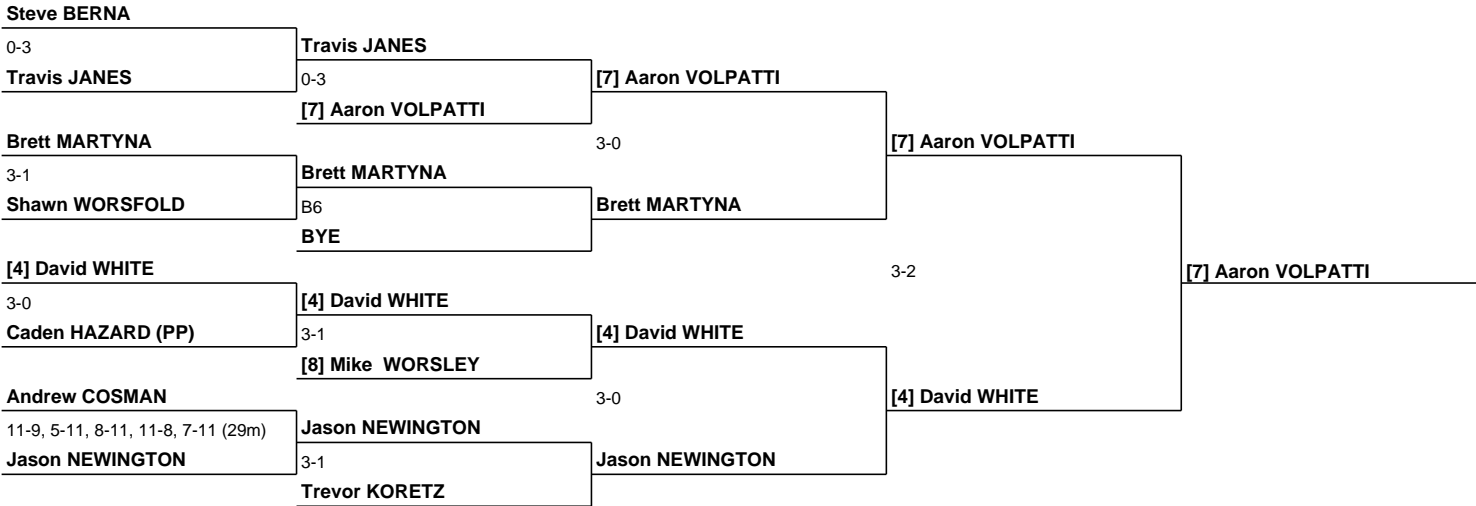 Steve BERNA
0-3
Travis JANES
Brett MARTYNA
3-1
Shawn WORSFOLD
[4] David WHITE
3-0
Caden HAZARD (PP)
Andrew COSMAN
11-9, 5-11, 8-11, 11-8, 7-11 (29m)
Jason NEWINGTON
Travis JANES
0-3
[7] Aaron VOLPATTI
Brett MARTYNA
B6
BYE
[4] David WHITE
3-1
[8] Mike WORSLEY
Jason NEWINGTON
3-1
Trevor KORETZ
[7] Aaron VOLPATTI
3-0
Brett MARTYNA
[4] David WHITE
3-0
Jason NEWINGTON
[7] Aaron VOLPATTI
3-2
[4] David WHITE
[7] Aaron VOLPATTI